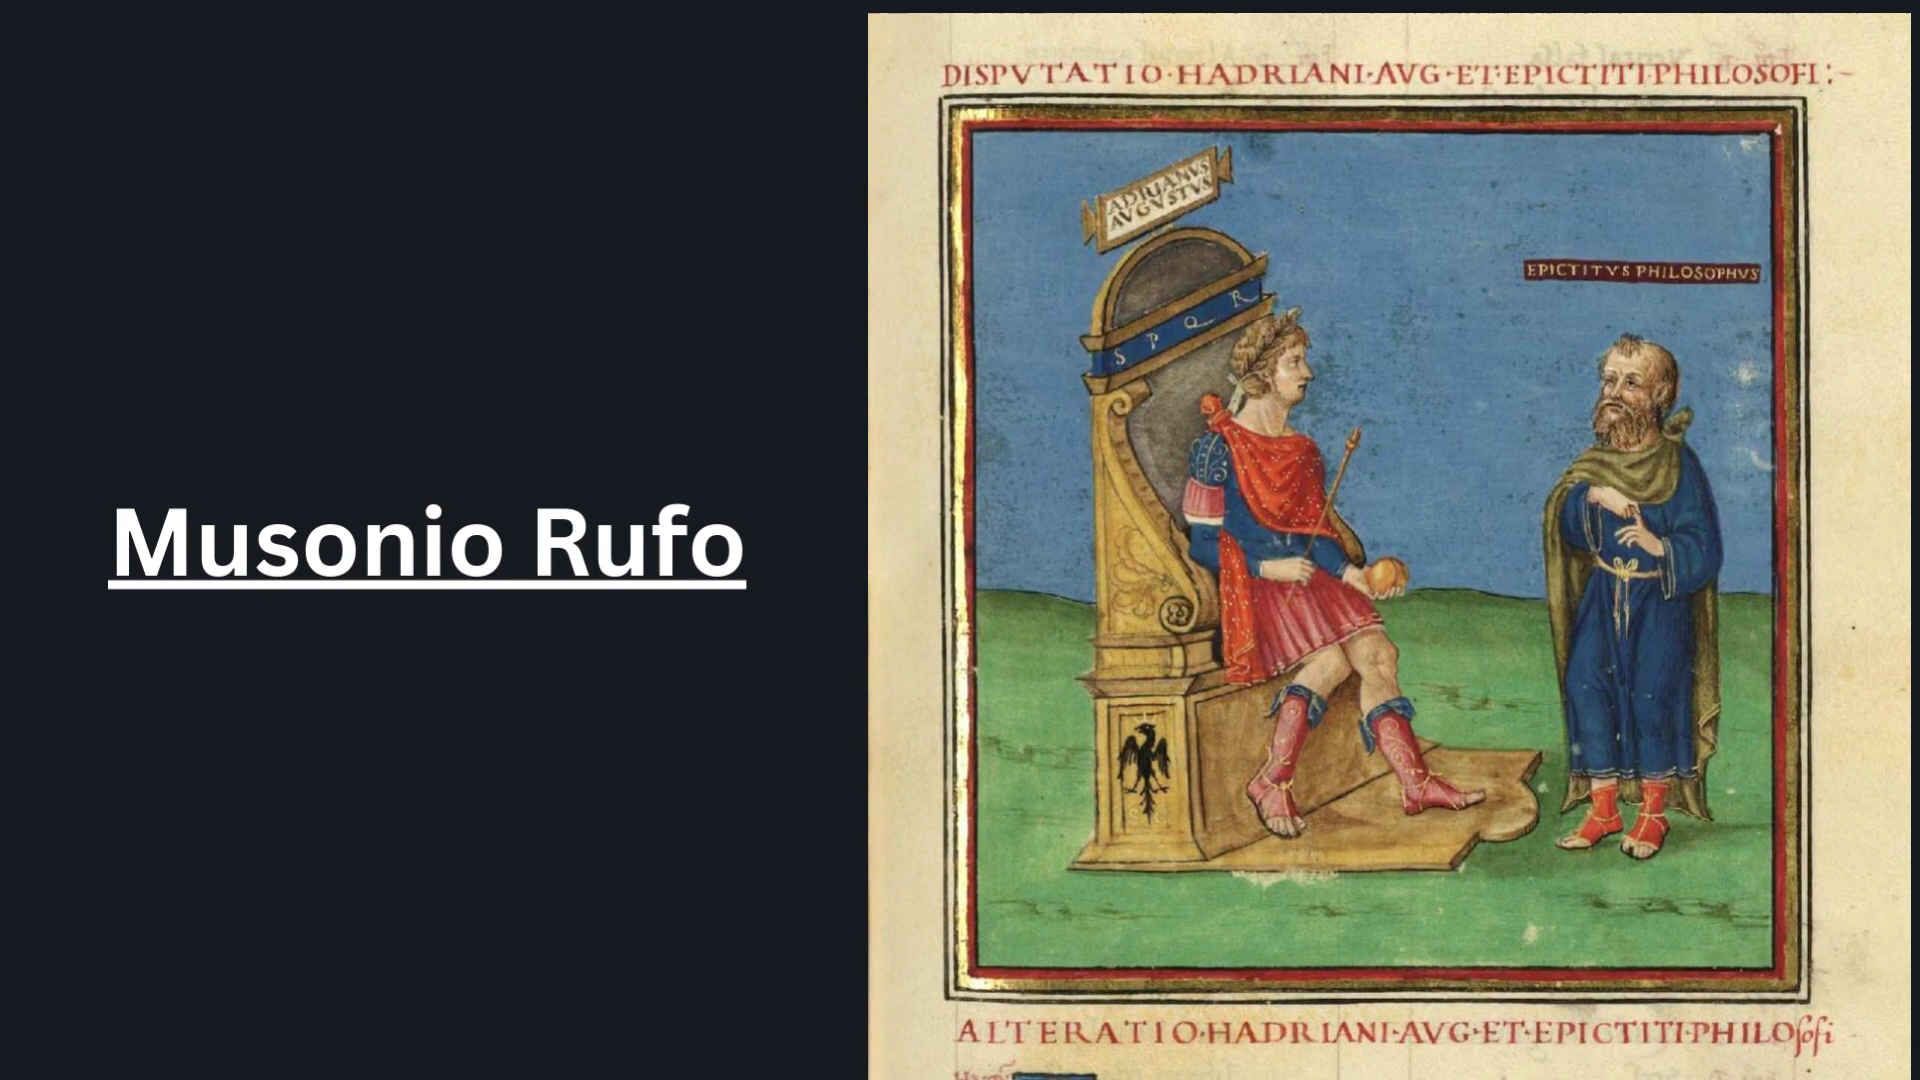 Musonio Rufo
DISPVTATIO·HADRIANI·AVG·ET·EPICTITI·PHILOSOFI:~
ADRIANVS
AVGVSTVS
EPICTITVS PHILOSOPHVS
S P Q R
ALTERATIO·HADRIANI·AVG·ET·EPICTITI·PHILOsofi